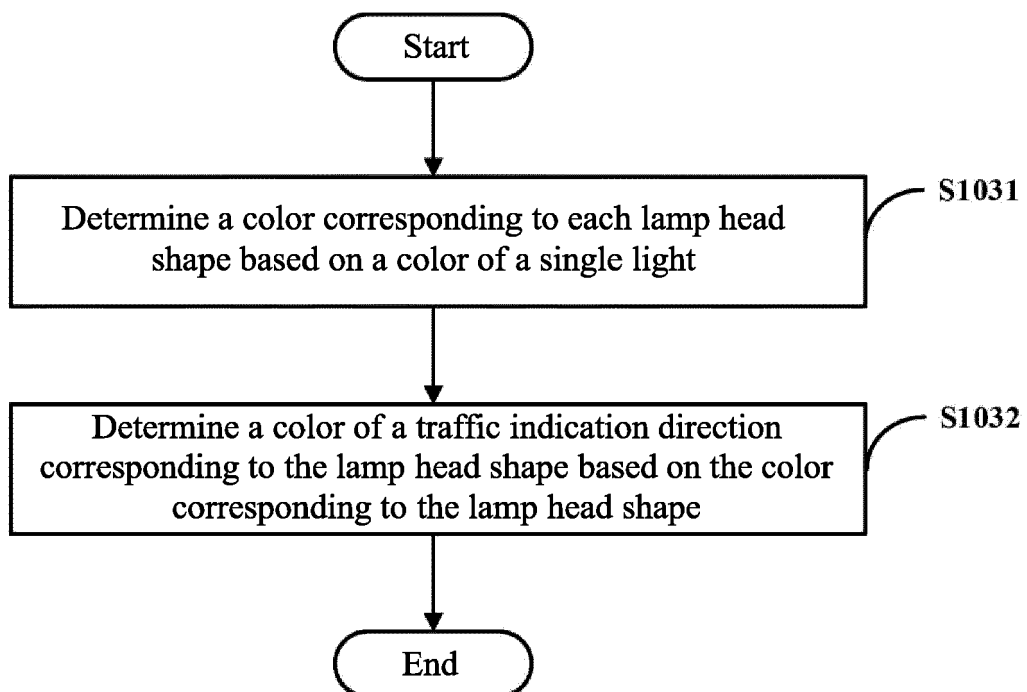 Start
Determine a color corresponding to each lamp head
shape based on a color of a single light
S1031
Determine a color of a traffic indication direction
corresponding to the lamp head shape based on the color
corresponding to the lamp head shape
S1032
End